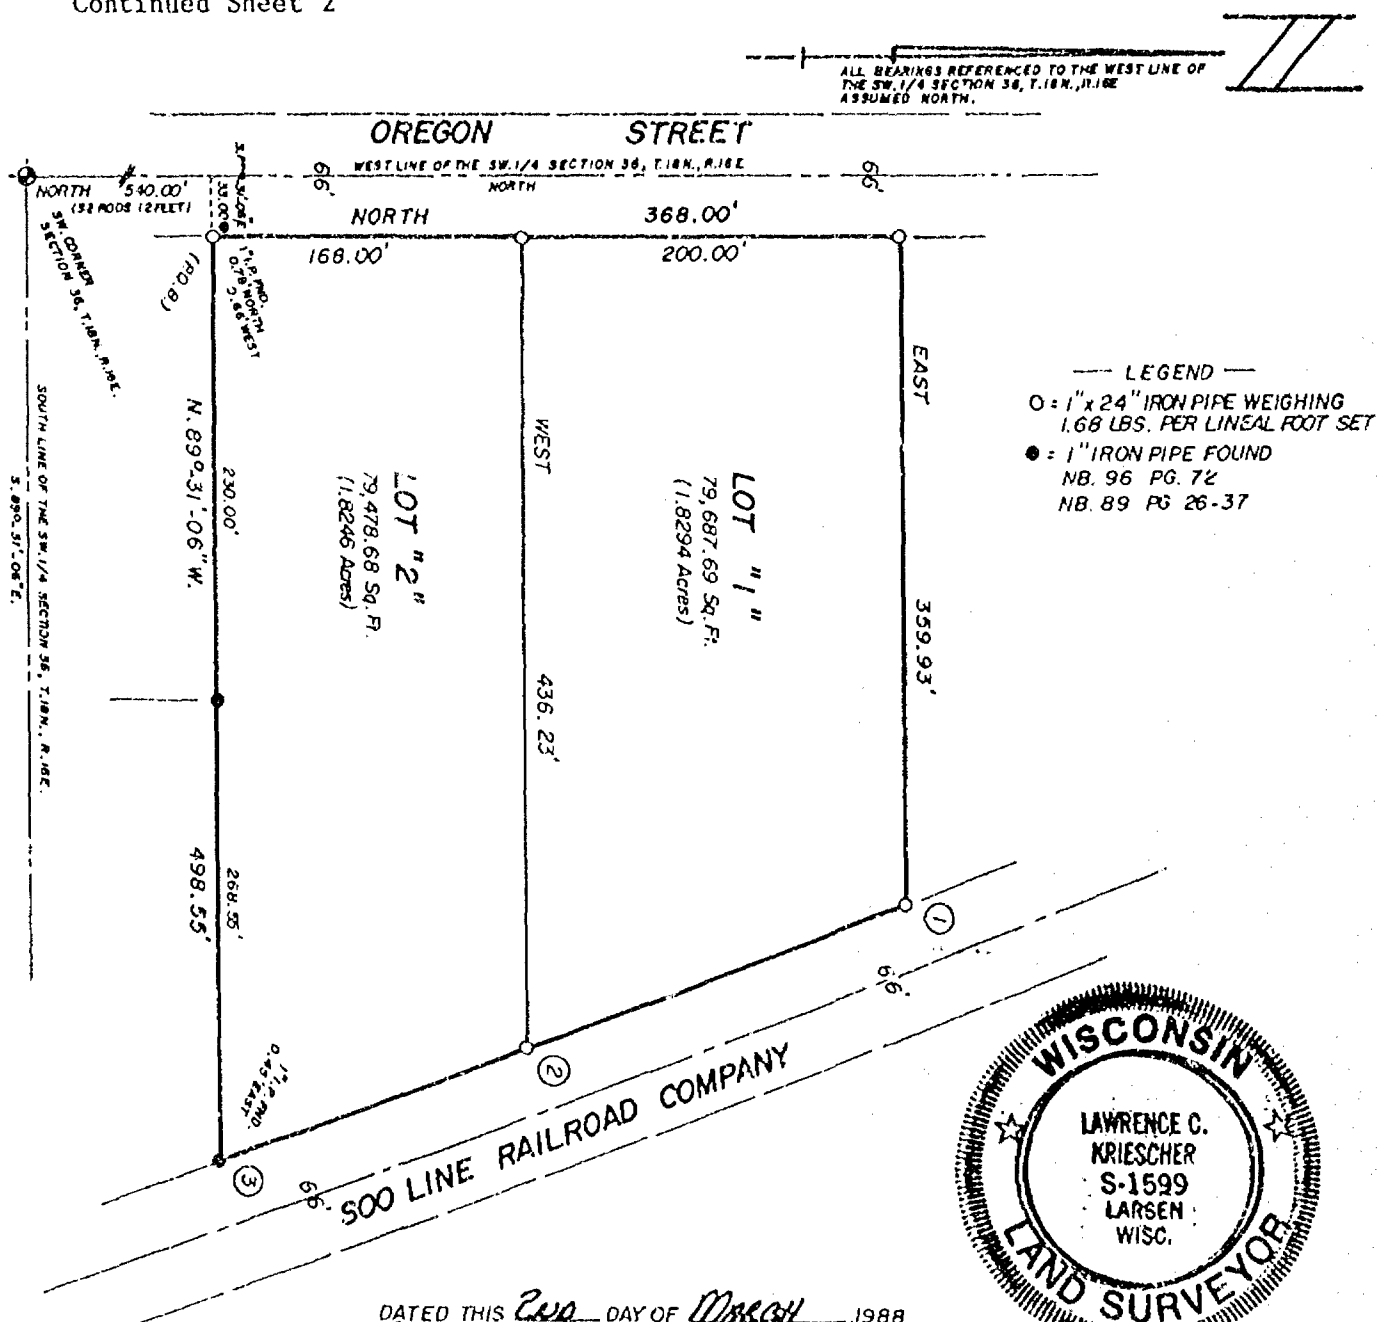 Continued Sheet 2
ALL BEARINGS REFERENCED TO THE WEST LINE OF
THE SW. 1/4 SECTION 36, T.18N., R.16E
ASSUMED NORTH.
OREGON STREET
WEST LINE OF THE SW. 1/4 SECTION 36, T.18N., R.16E
NORTH
66'
66'
NORTH 540.00'
(32 RODS 12 FEET)
33.00'
NORTH 368.00'
168.00' 200.00'
SW. CORNER
SECTION 36, T.18N., R.16E.
(P.O.B.)
1" I.P. FND.
0.78' NORTH
0.66' WEST
SOUTH LINE OF THE SW. 1/4 SECTION 36, T.18N., R.16E.
S. 89°-31'-06" E.
N. 89°-31'-06" W.
498.55'
230.00'
268.55'
WEST 436.23'
EAST 359.93'
LOT "2"
79,478.68 Sq. Ft.
(1.8246 Acres)
LOT "1"
79,687.69 Sq. Ft.
(1.8294 Acres)
— LEGEND —
O = 1" x 24" IRON PIPE WEIGHING
1.68 LBS. PER LINEAL FOOT SET
● = 1" IRON PIPE FOUND
NB. 96 PG. 72
NB. 89 PG 26-37
1
2
3
1" I.P. FND.
0.45' EAST
66'
66'
SOO LINE RAILROAD COMPANY
WISCONSIN
LAWRENCE C.
KRIESCHER
S-1599
LARSEN
WISC.
LAND SURVEYOR
DATED THIS 2ND DAY OF MARCH 1988